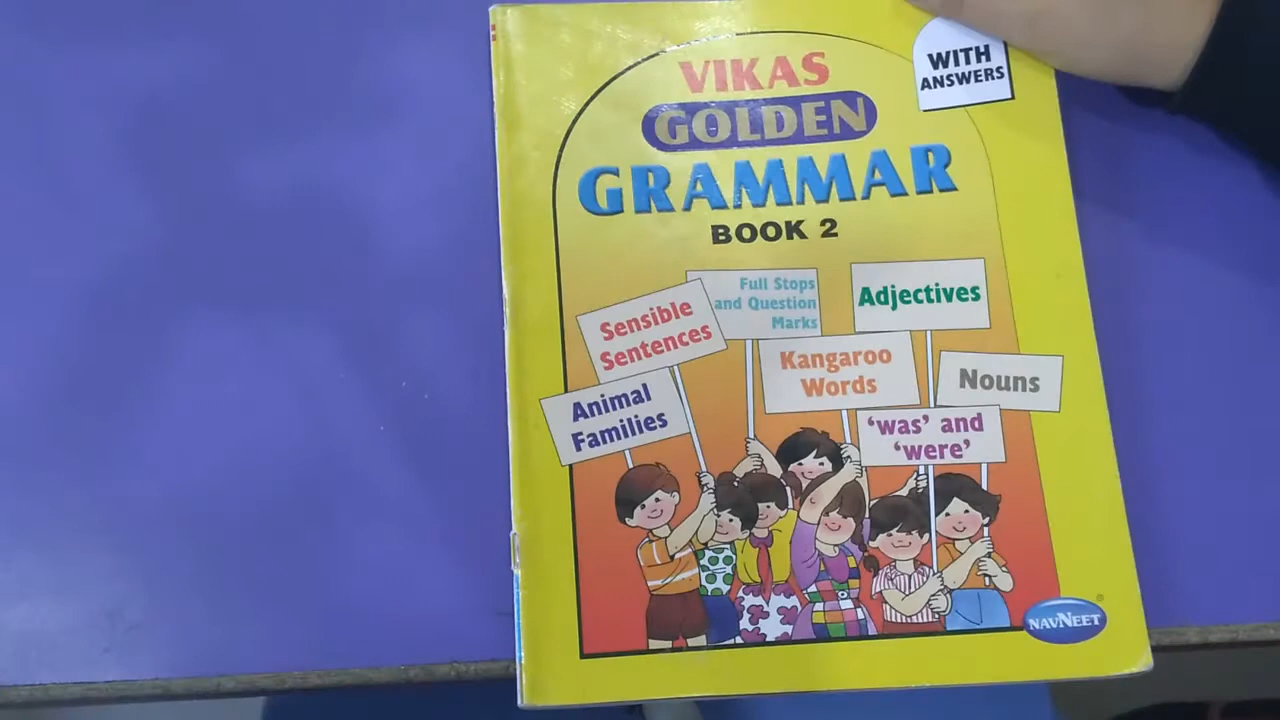 WITH
ANSWERS
VIKAS
GOLDEN
GRAMMAR
BOOK 2
Full Stops
and Question
Marks
Adjectives
Sensible
Sentences
Kangaroo
Words
Nouns
Animal
Families
‘was’ and
‘were’
NAVNEET
®